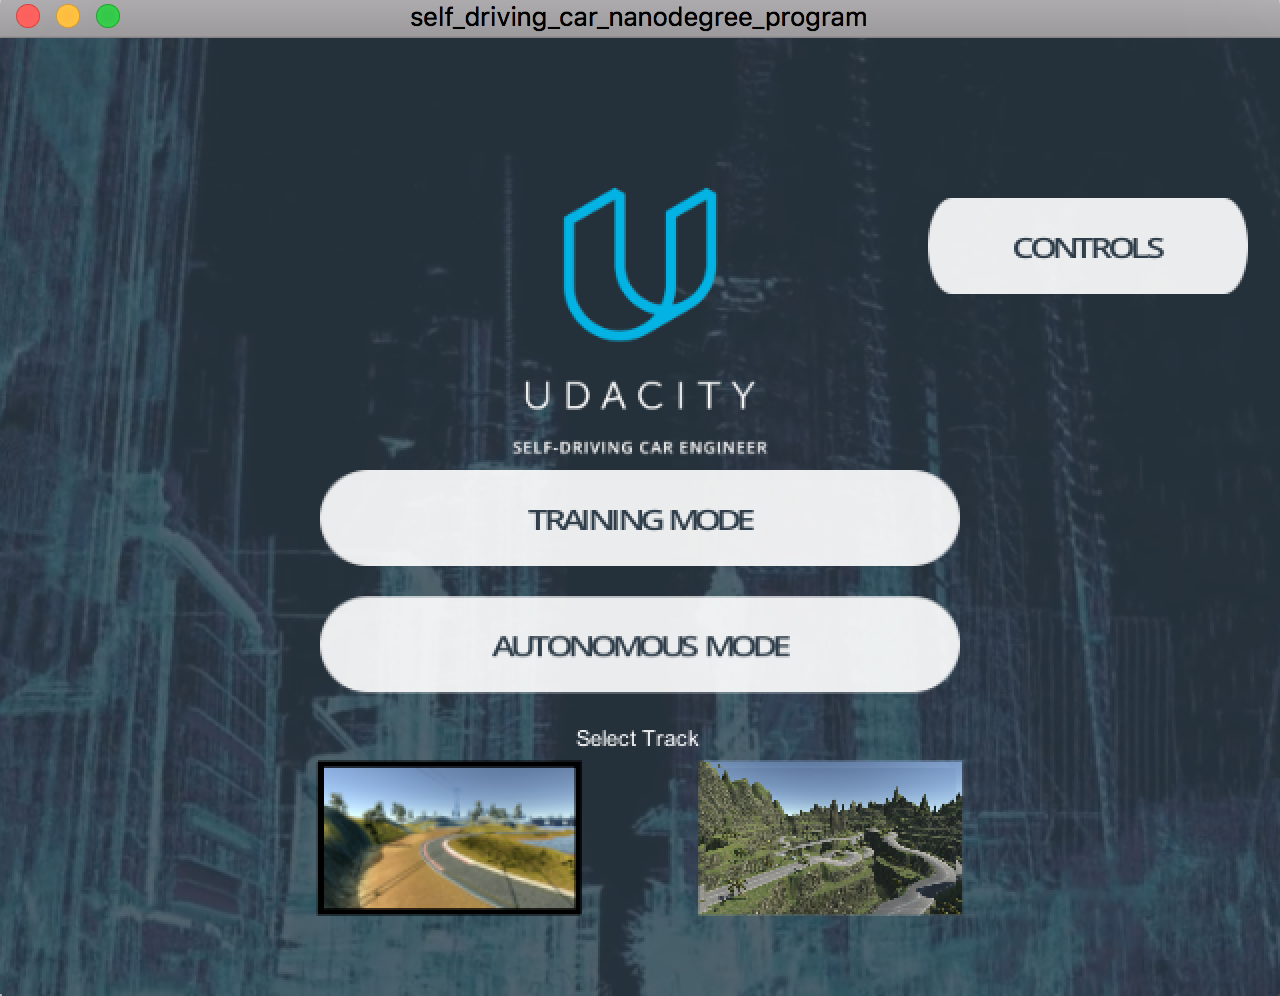 self_driving_car_nanodegree_program
CONTROLS
UDACITY
SELF-DRIVING CAR ENGINEER
TRAINING MODE
AUTONOMOUS MODE
Select Track